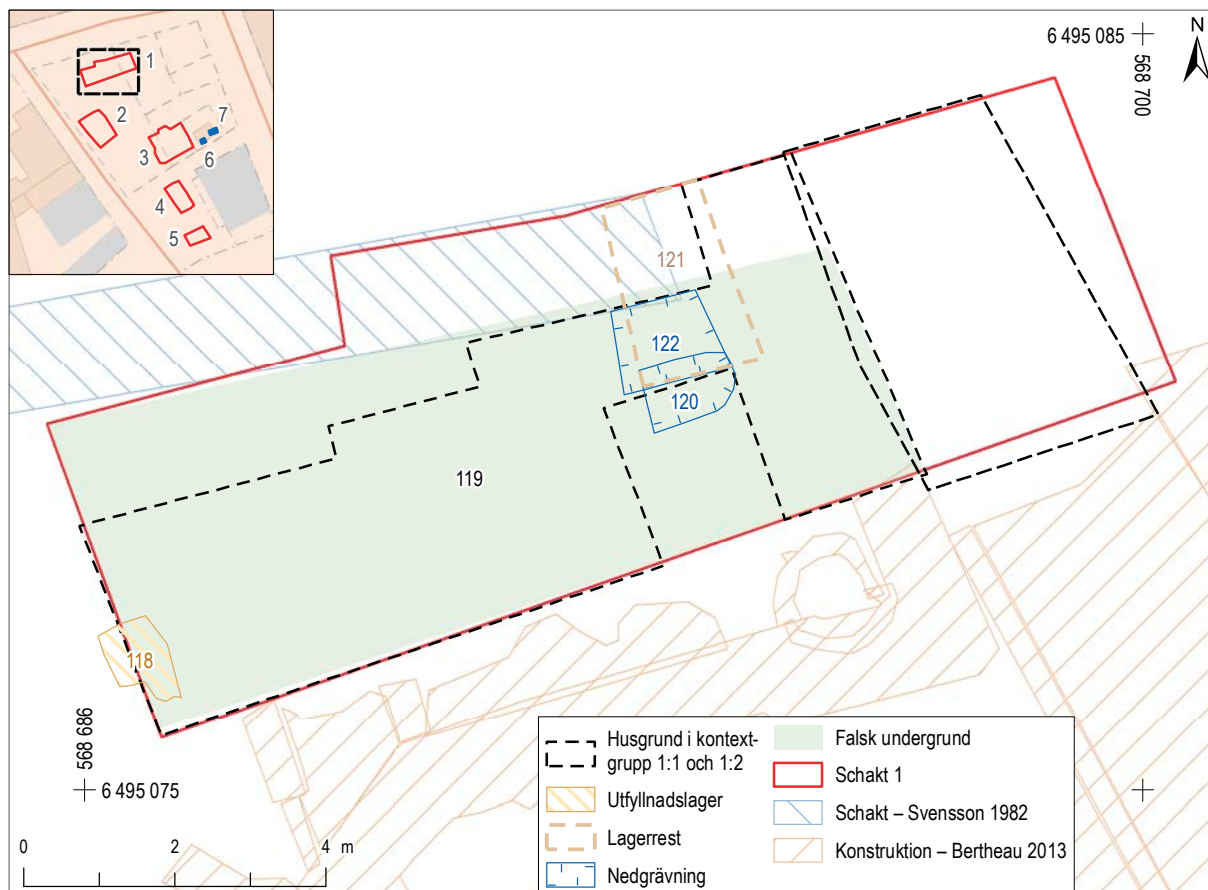 1
2
3
4
5
6
7
6 495 085
568 700
N
121
122
120
119
118
568 686
6 495 075
0 2 4 m
Husgrund i kontext-
grupp 1:1 och 1:2
Utfyllnadslager
Lagerrest
Nedgrävning
Falsk undergrund
Schakt 1
Schakt – Svensson 1982
Konstruktion – Bertheau 2013